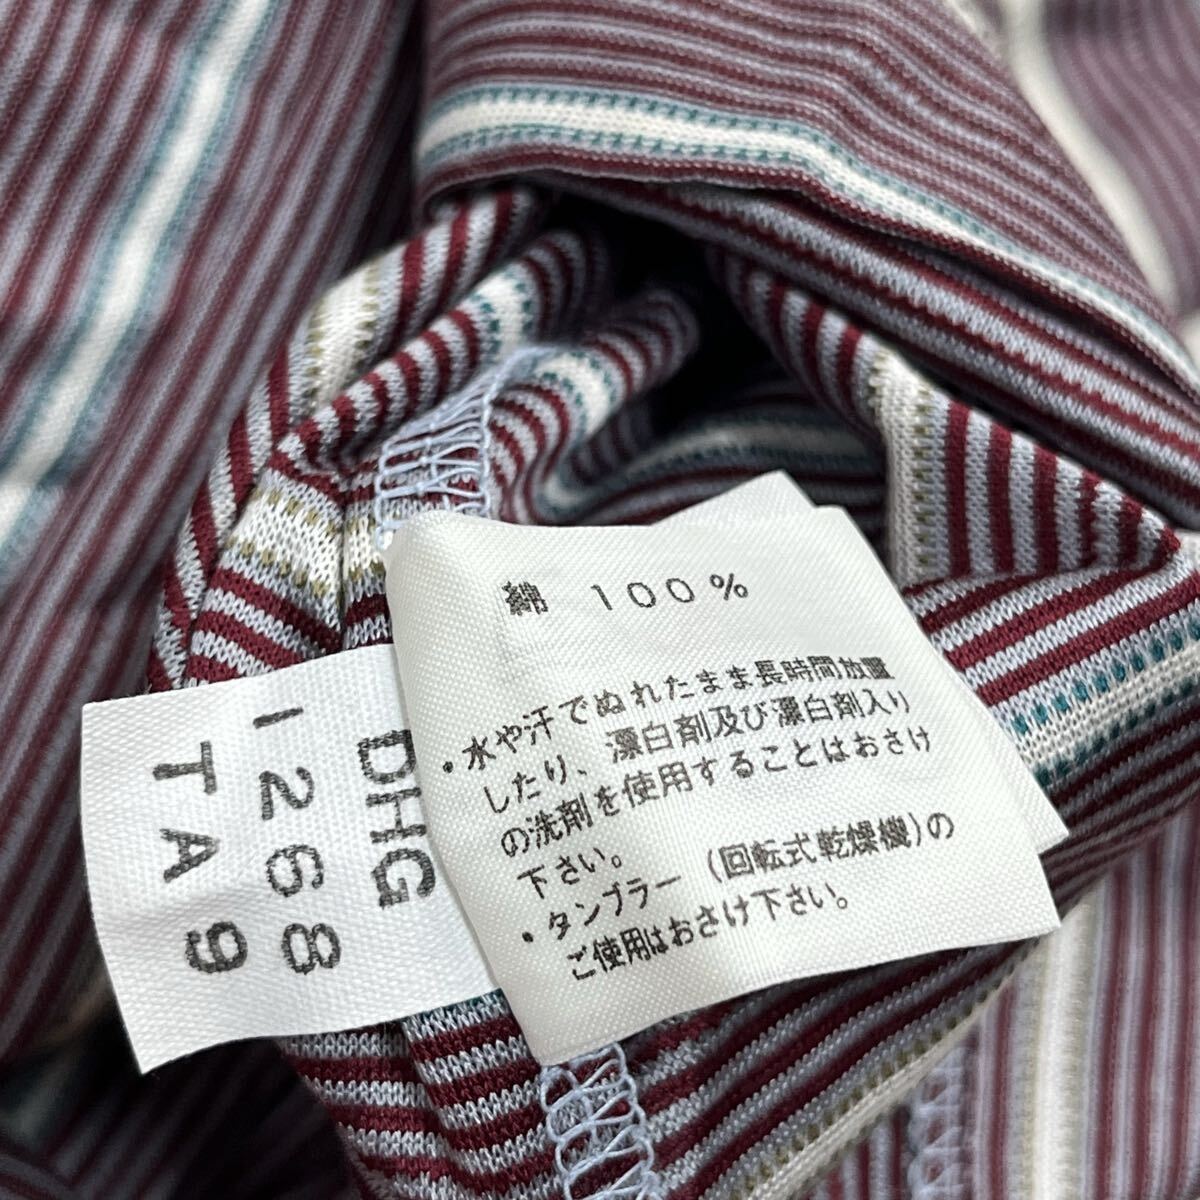 綿 100%
・水や汗でぬれたまま長時間放置
したり、漂白剤及び漂白剤入り
の洗剤を使用することはおさけ
下さい。
・タンブラー(回転式乾燥機)の
ご使用はおさけ下さい。
DHG
1268
TA9